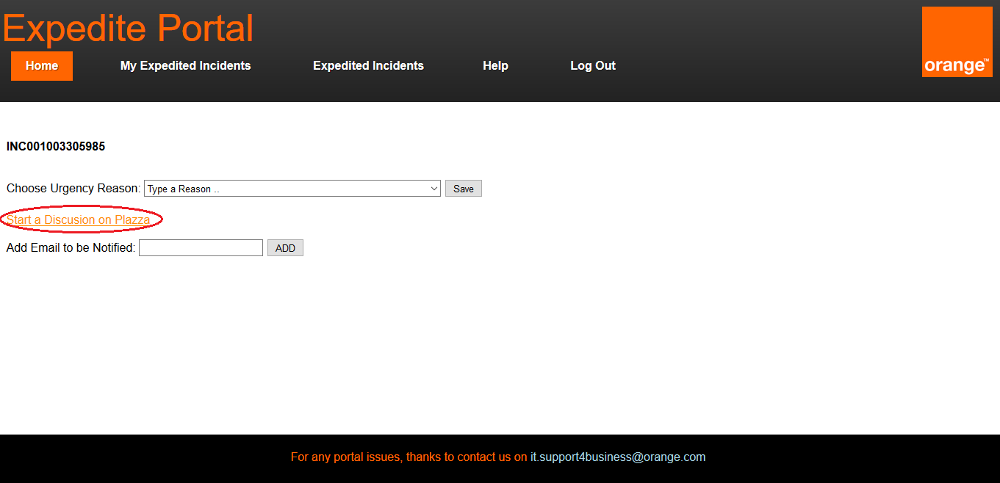 Expedite Portal
Home My Expedited Incidents Expedited Incidents Help Log Out
orange™
INC001003305985
Choose Urgency Reason: Type a Reason .. Save
Start a Discusion on Plazza
Add Email to be Notified: ADD
For any portal issues, thanks to contact us on it.support4business@orange.com